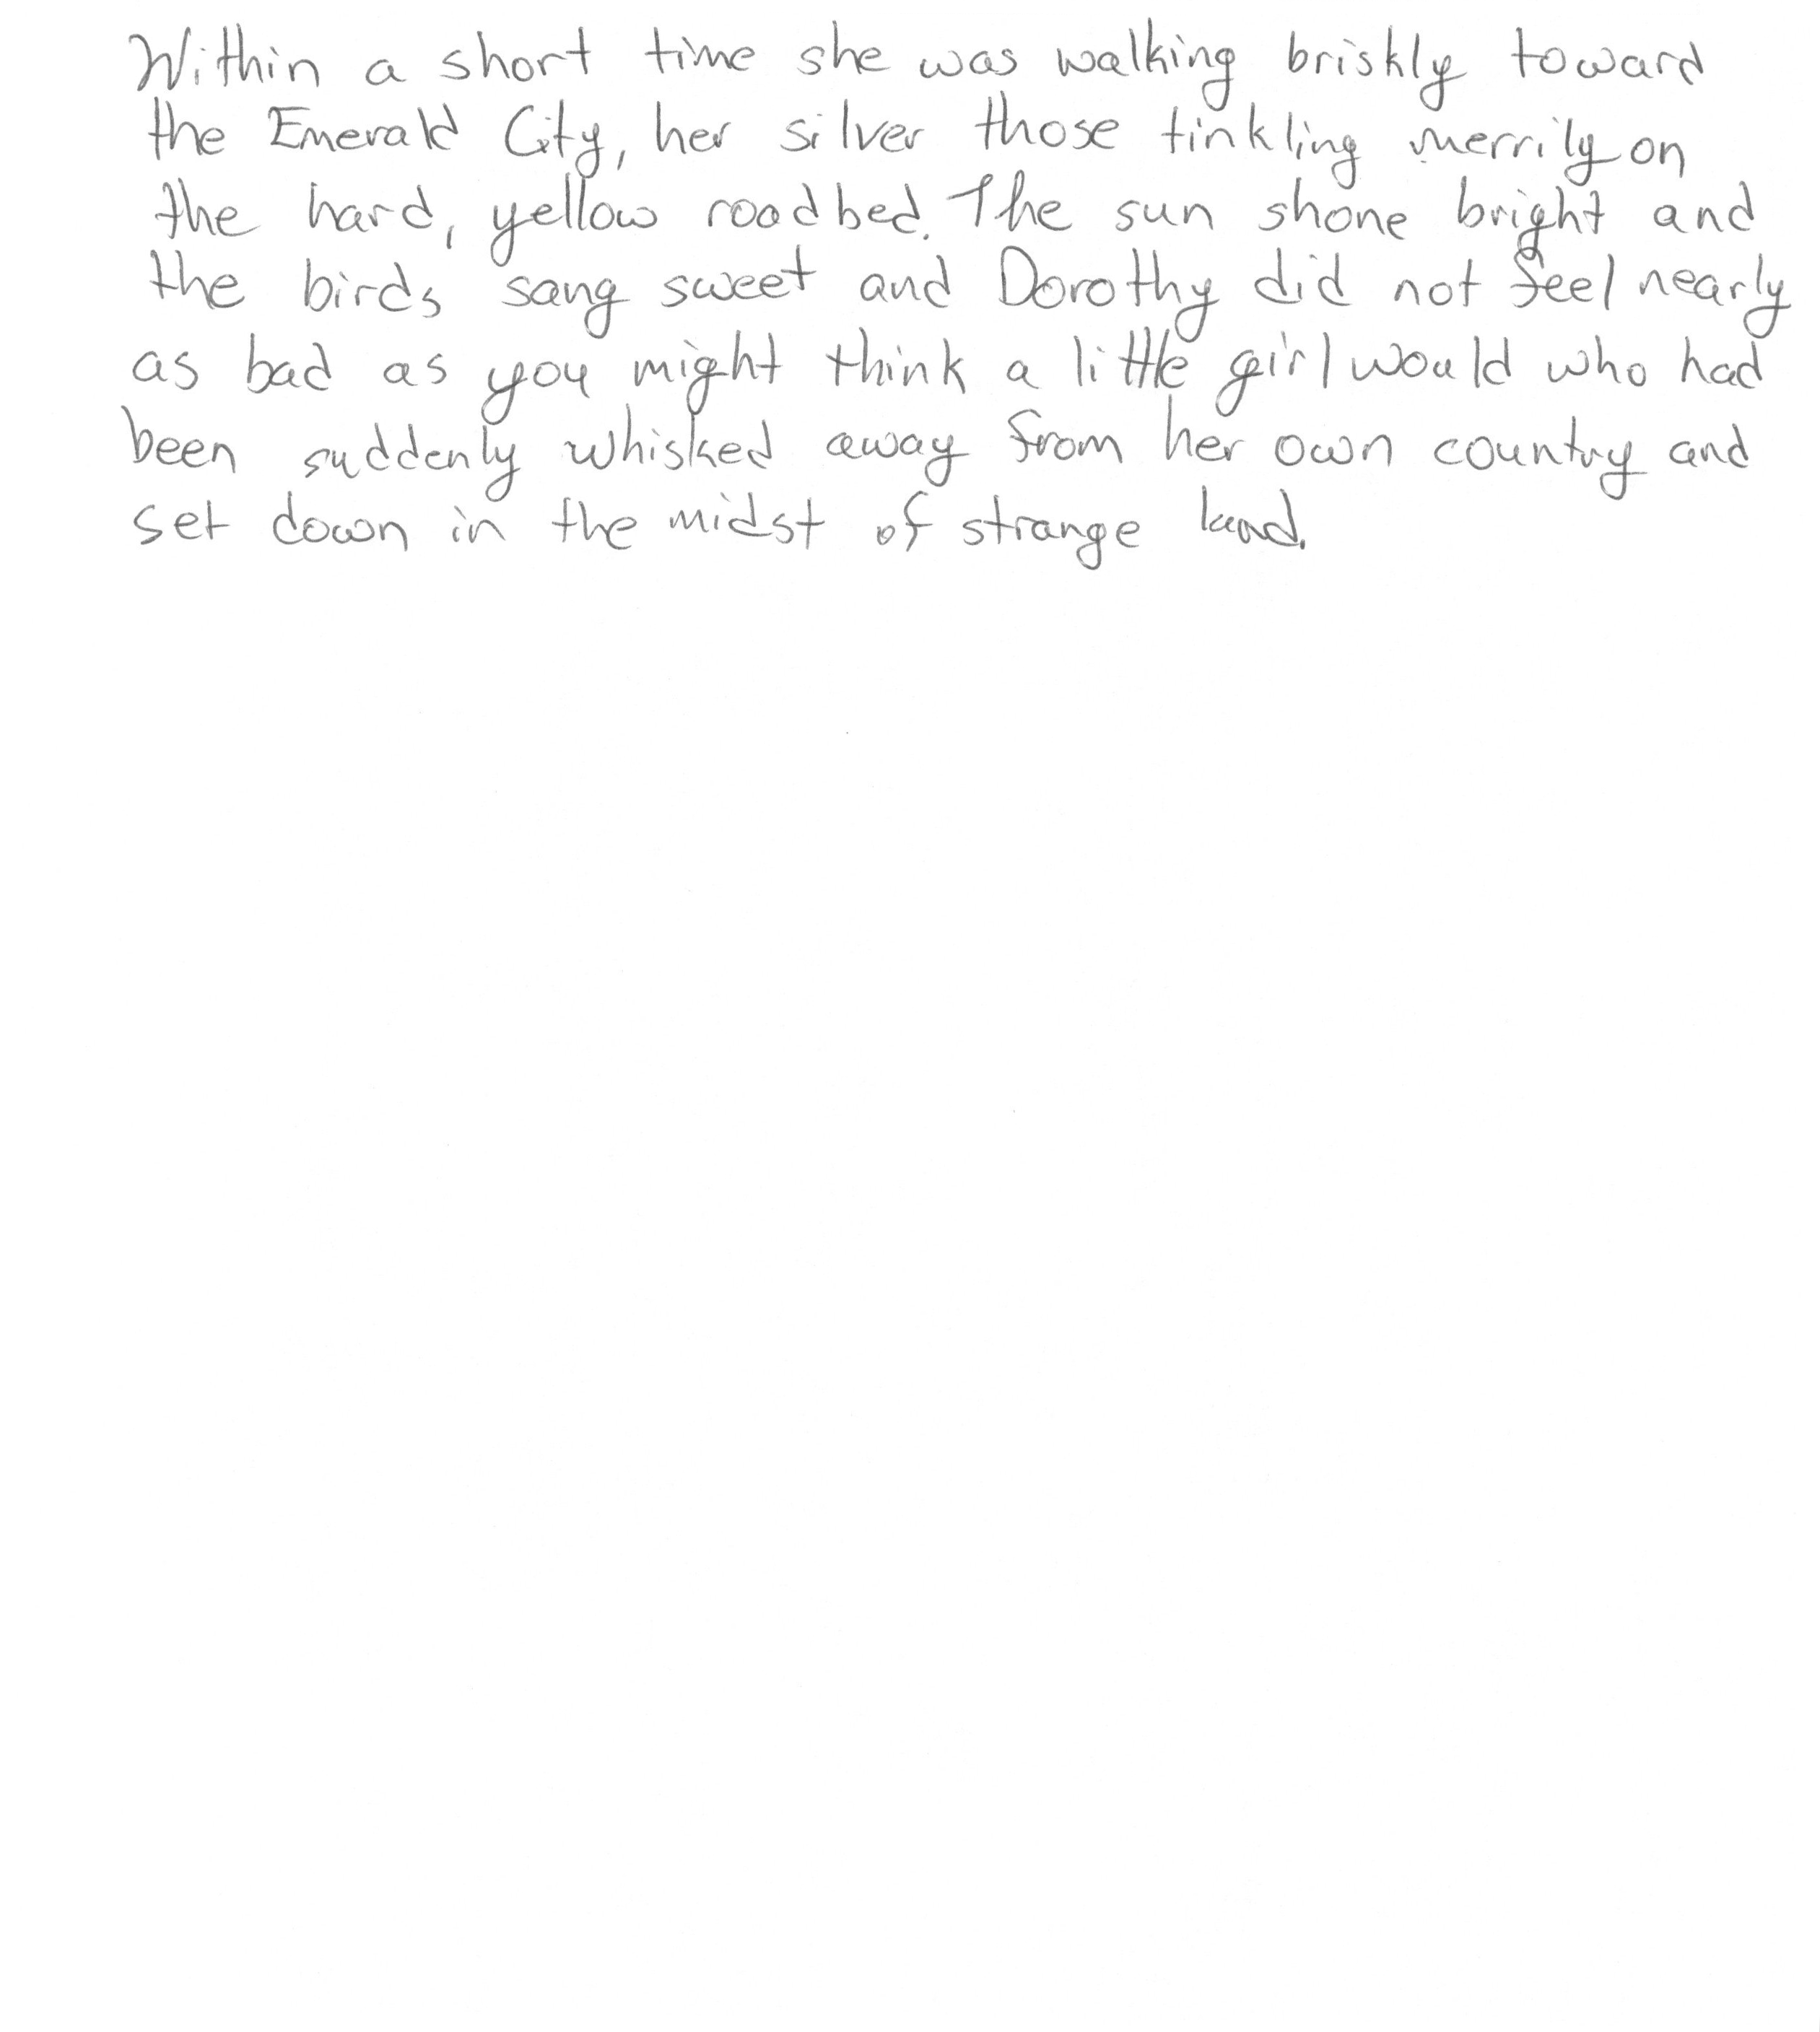 Within a short time she was walking briskly toward
the Emerald City, her silver those tinkling merrily on
the hard, yellow roadbed. The sun shone bright and
the birds sang sweet and Dorothy did not feel nearly
as bad as you might think a little girl would who had
been suddenly whisked away from her own country and
set down in the midst of strange land.